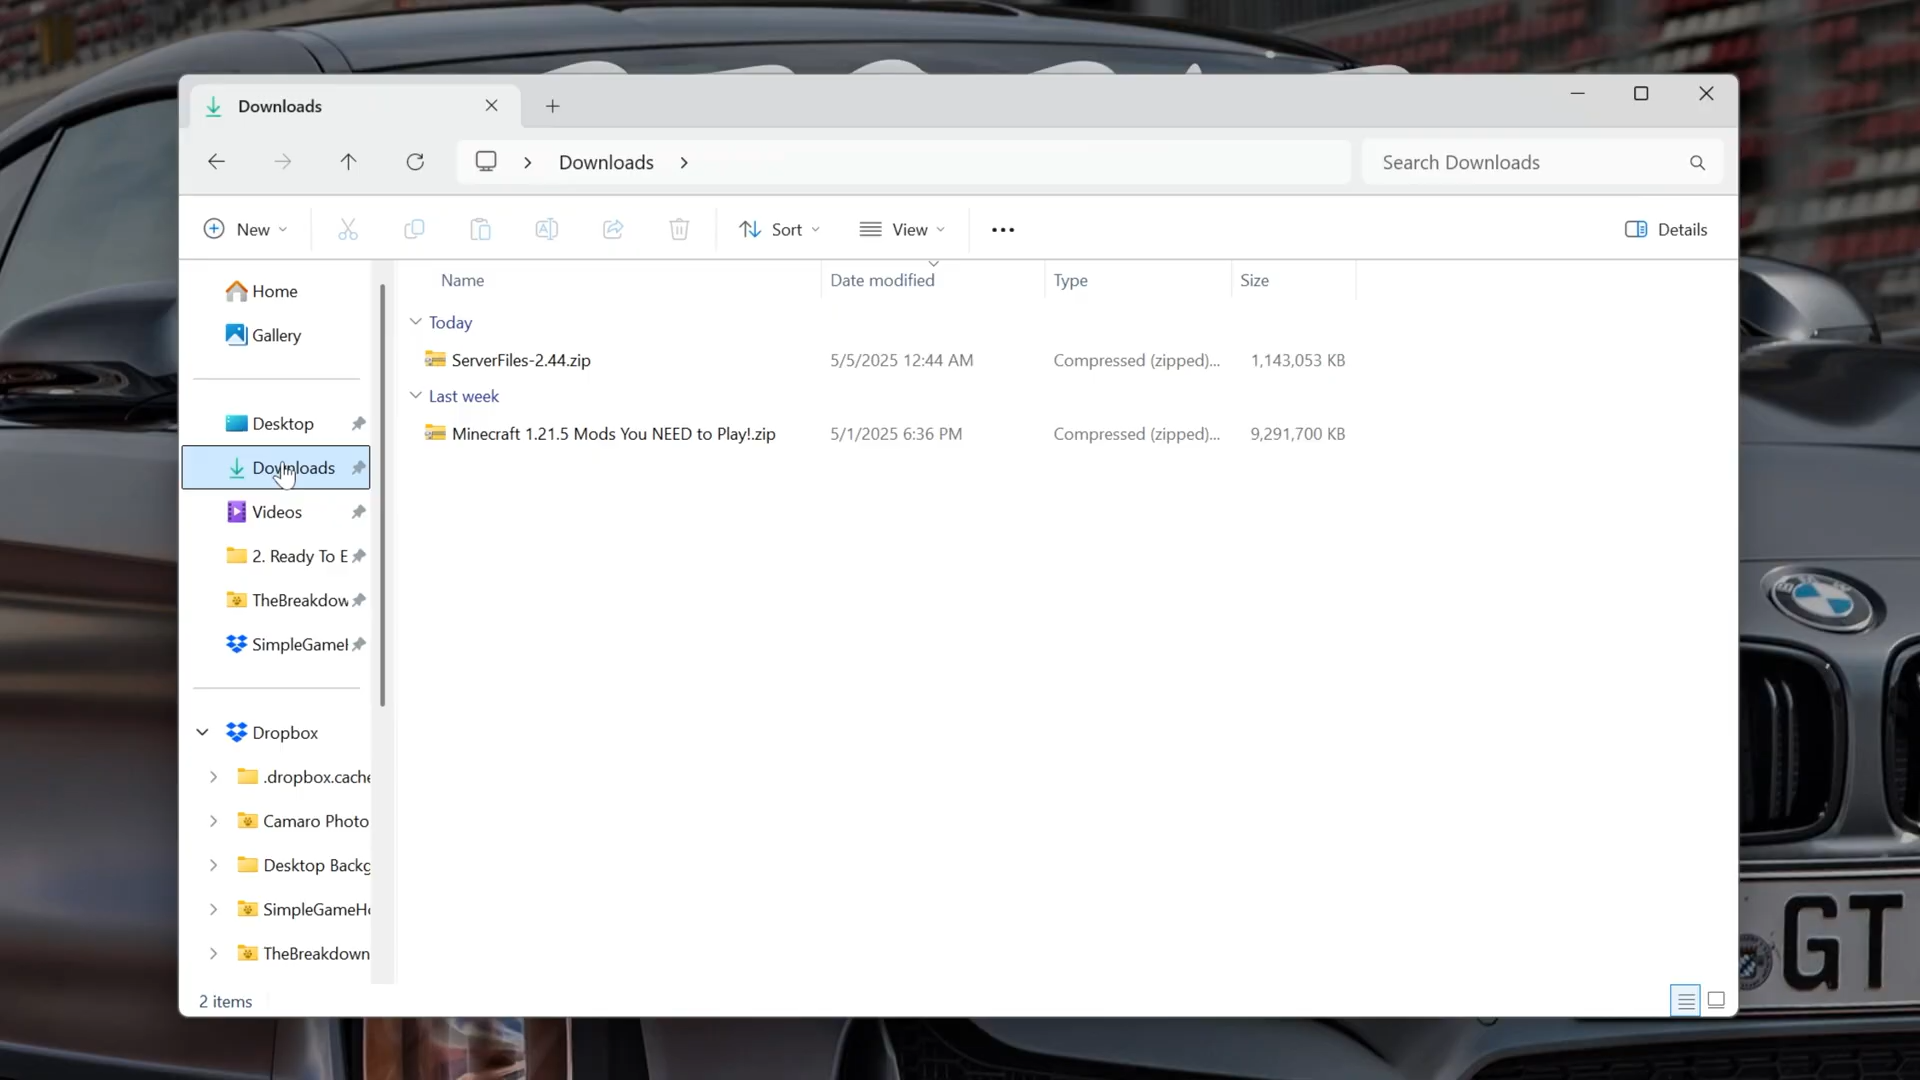 Downloads
Downloads
Search Downloads
New
Sort
View
Details
Name
Date modified
Type
Size
Home
Gallery
Desktop
Downloads
Videos
2. Ready To E
TheBreakdow
SimpleGameH
Dropbox
.dropbox.cache
Camaro Photo
Desktop Backg
SimpleGameHo
TheBreakdown
Today
ServerFiles-2.44.zip 5/5/2025 12:44 AM Compressed (zipped)... 1,143,053 KB
Last week
Minecraft 1.21.5 Mods You NEED to Play!.zip 5/1/2025 6:36 PM Compressed (zipped)... 9,291,700 KB
2 items
GT